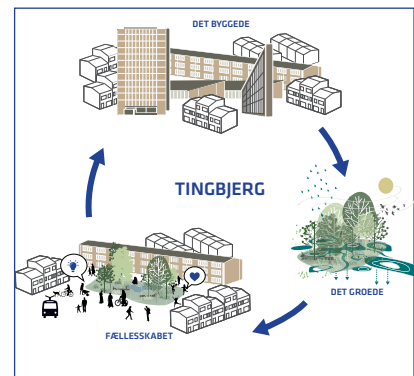 DET BYGGEDE
TINGBJERG
DET GROEDE
FÆLLESSKABET